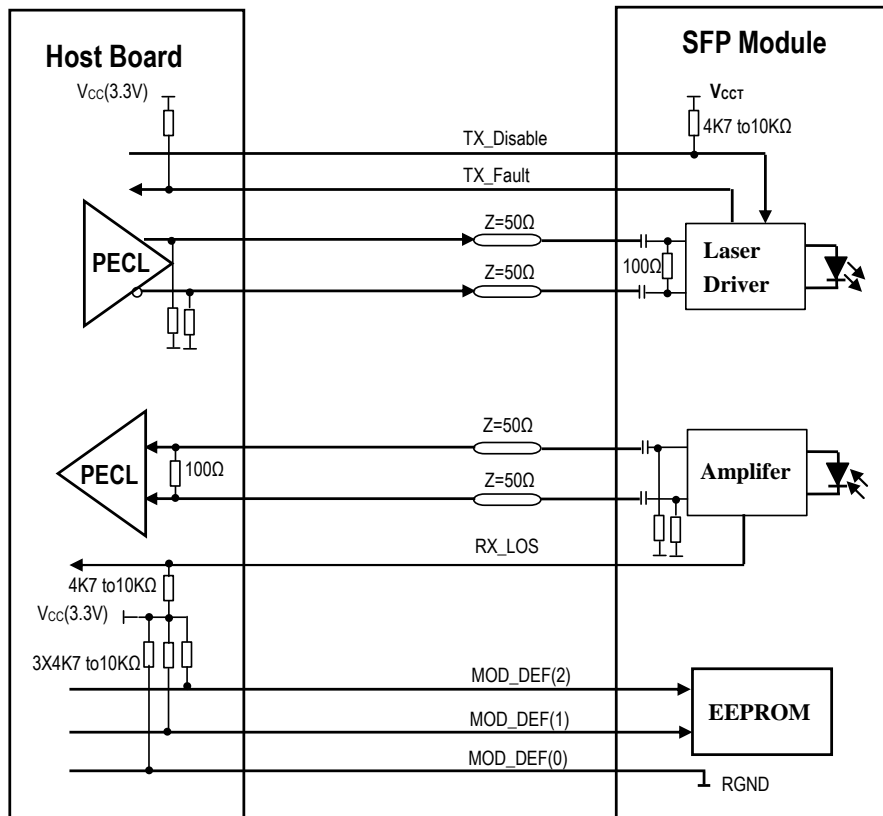 Host Board
SFP Module
Vcc(3.3V)
VCCT
4K7 to10KΩ
TX_Disable
TX_Fault
Z=50Ω
PECL
100Ω
Laser
Driver
Z=50Ω
Z=50Ω
PECL
100Ω
Z=50Ω
Amplifer
RX_LOS
4K7 to10KΩ
Vcc(3.3V)
3X4K7 to10KΩ
MOD_DEF(2)
EEPROM
MOD_DEF(1)
MOD_DEF(0)
RGND